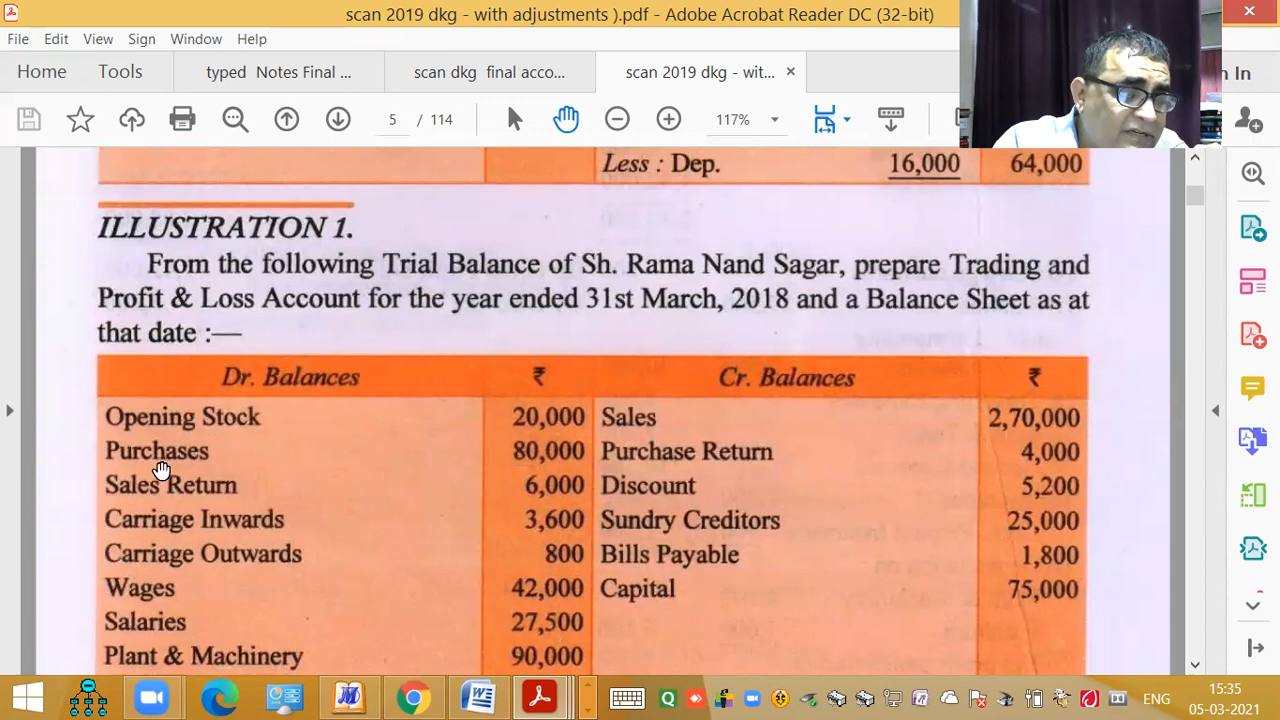 scan 2019 dkg - with adjustments ).pdf - Adobe Acrobat Reader DC (32-bit)
File Edit View Sign Window Help
Home Tools typed Notes Final ... scan dkg final acco... scan 2019 dkg - wit... × n In
5 / 114 117%
Less : Dep. 16,000 64,000
ILLUSTRATION 1.
From the following Trial Balance of Sh. Rama Nand Sagar, prepare Trading and
Profit & Loss Account for the year ended 31st March, 2018 and a Balance Sheet as at
that date :—
Dr. Balances ₹ Cr. Balances ₹
Opening Stock 20,000 Sales 2,70,000
Purchases 80,000 Purchase Return 4,000
Sales Return 6,000 Discount 5,200
Carriage Inwards 3,600 Sundry Creditors 25,000
Carriage Outwards 800 Bills Payable 1,800
Wages 42,000 Capital 75,000
Salaries 27,500
Plant & Machinery 90,000
ENG
15:35
05-03-2021